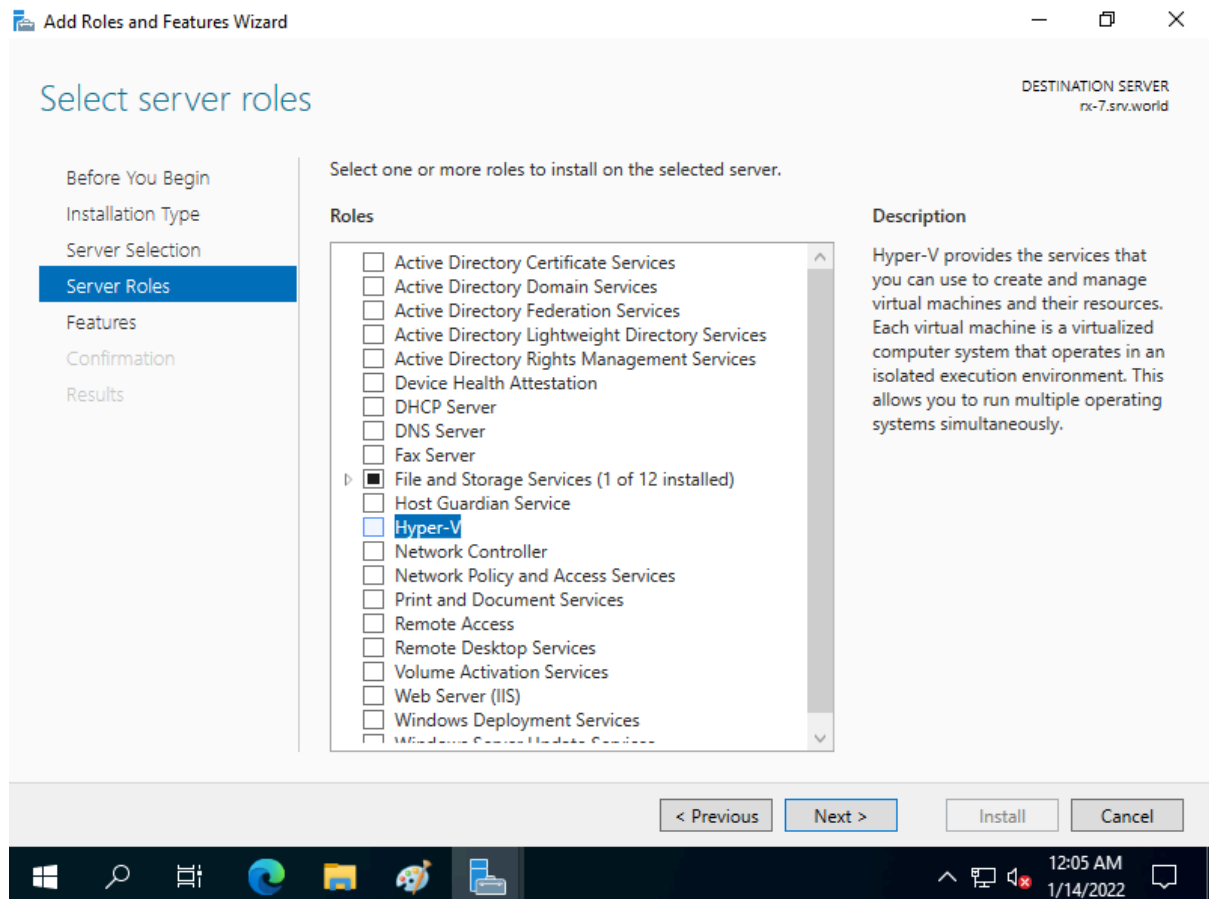 Add Roles and Features Wizard
Select server roles
DESTINATION SERVER
rx-7.srv.world
Before You Begin
Installation Type
Server Selection
Server Roles
Features
Confirmation
Results
Select one or more roles to install on the selected server.
Roles
Active Directory Certificate Services
Active Directory Domain Services
Active Directory Federation Services
Active Directory Lightweight Directory Services
Active Directory Rights Management Services
Device Health Attestation
DHCP Server
DNS Server
Fax Server
File and Storage Services (1 of 12 installed)
Host Guardian Service
Hyper-V
Network Controller
Network Policy and Access Services
Print and Document Services
Remote Access
Remote Desktop Services
Volume Activation Services
Web Server (IIS)
Windows Deployment Services
Windows Server Update Services
Description
Hyper-V provides the services that
you can use to create and manage
virtual machines and their resources.
Each virtual machine is a virtualized
computer system that operates in an
isolated execution environment. This
allows you to run multiple operating
systems simultaneously.
< Previous
Next >
Install
Cancel
12:05 AM
1/14/2022